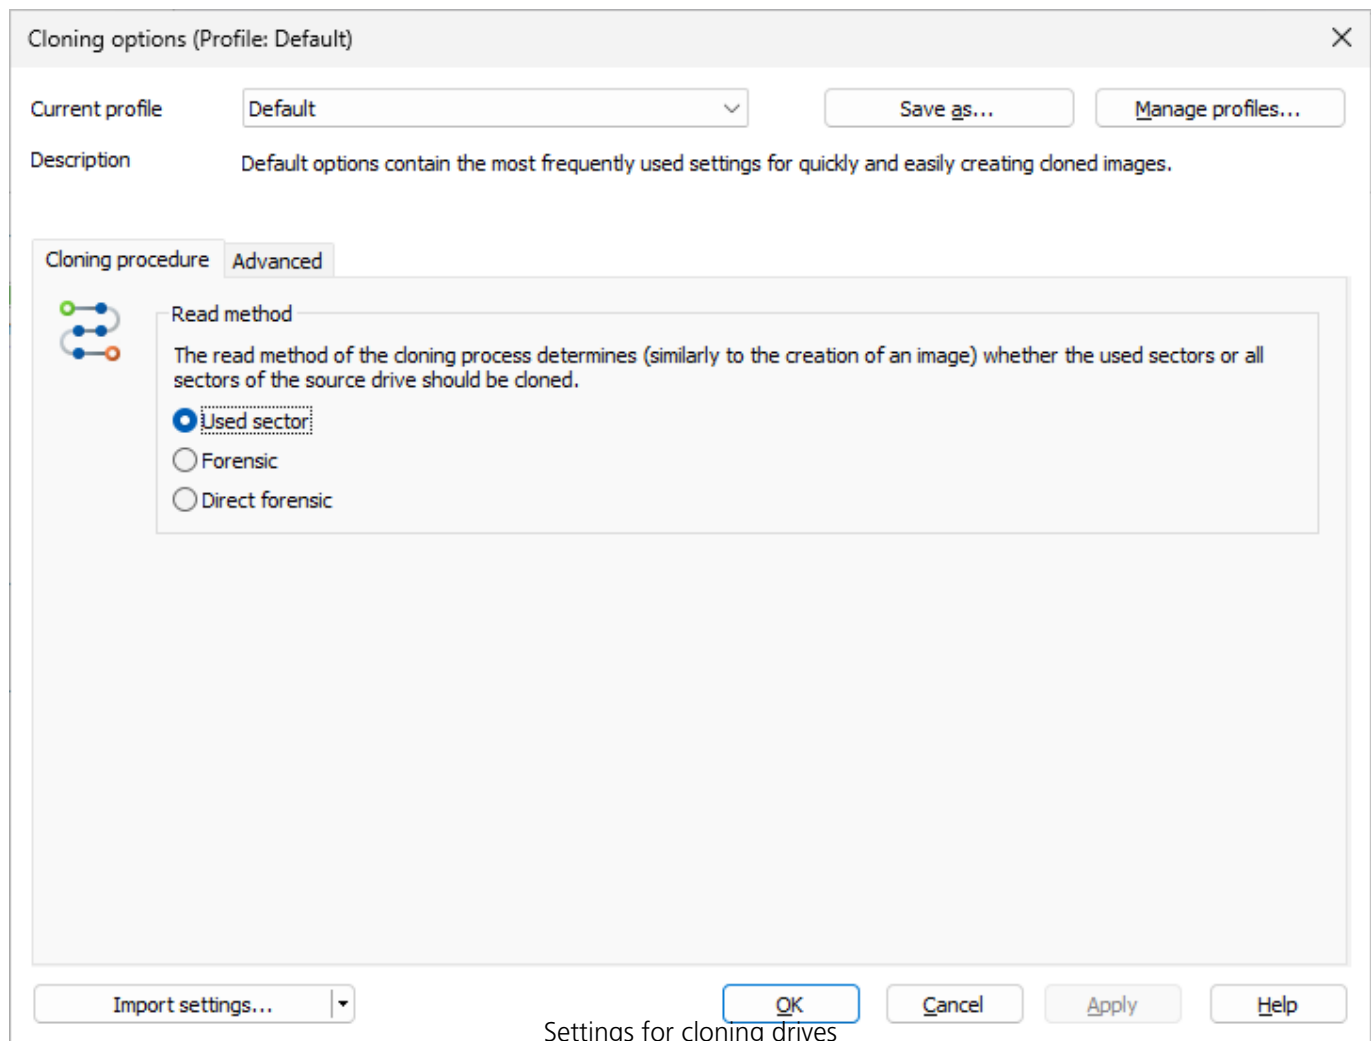 Cloning options (Profile: Default)
Current profile
Default
Save as...
Manage profiles...
Description
Default options contain the most frequently used settings for quickly and easily creating cloned images.
Cloning procedure
Advanced
Read method
The read method of the cloning process determines (similarly to the creation of an image) whether the used sectors or all
sectors of the source drive should be cloned.
Used sector
Forensic
Direct forensic
Import settings...
OK
Cancel
Apply
Help
Settings for cloning drives